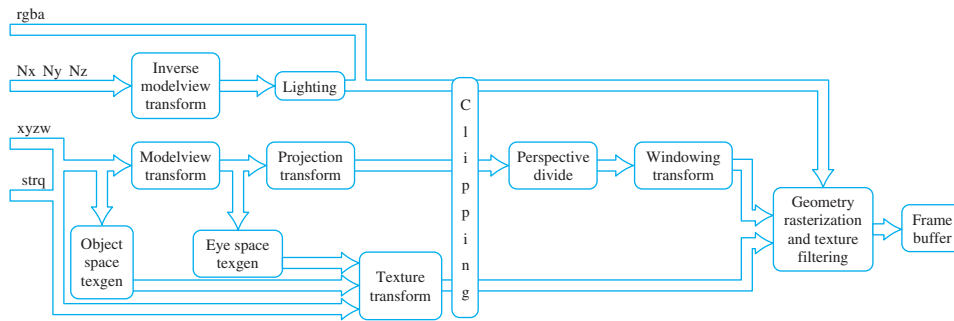 rgba
Nx Ny Nz
Inverse
modelview
transform
Lighting
xyzw
Modelview
transform
Projection
transform
C
l
i
p
p
i
n
g
Perspective
divide
Windowing
transform
strq
Object
space
texgen
Eye space
texgen
Texture
transform
Geometry
rasterization
and texture
filtering
Frame
buffer